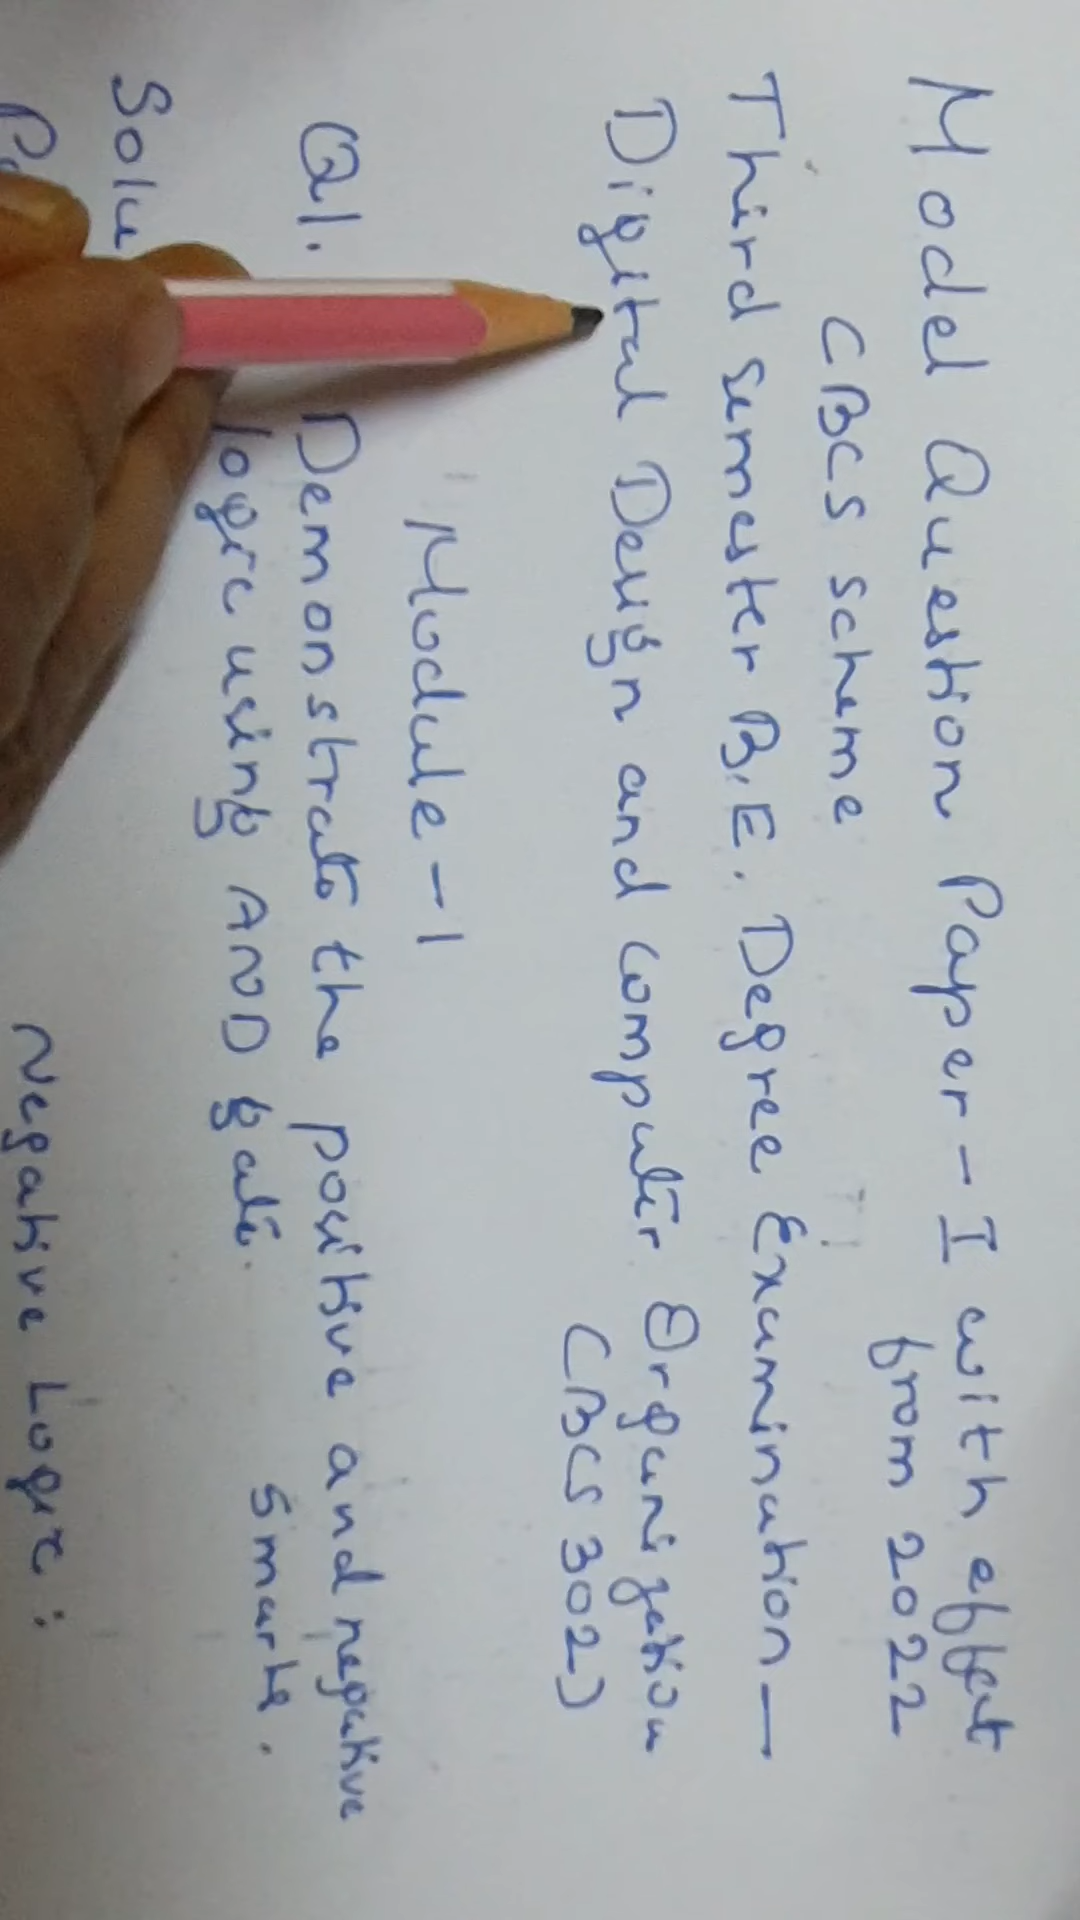 Model Question Paper - I with effect
from 2022
CBCS scheme
Third semester B.E. Degree Examination -
Digital Design and Computer Organization
(BCS 302)
Module - 1
Q1. Demonstrate the positive and negative
logic using AND gate. 5 marks.
Solu
Negative Logic :